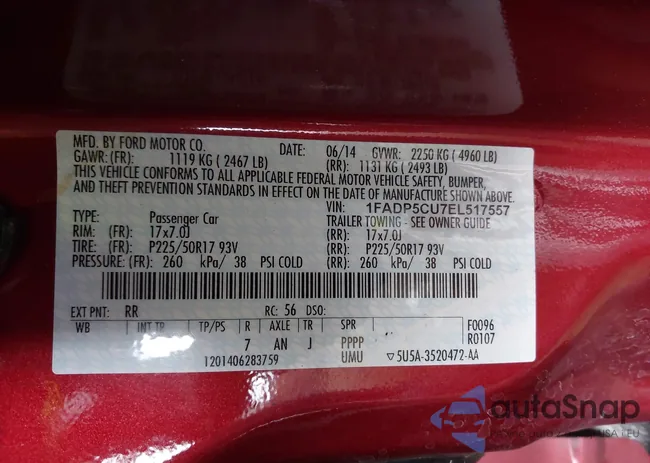 MFD. BY FORD MOTOR CO.
DATE: 06/14 GVWR: 2250 KG ( 4960 LB)
GAWR: (FR): 1119 KG ( 2467 LB) (RR): 1131 KG ( 2493 LB)
THIS VEHICLE CONFORMS TO ALL APPLICABLE FEDERAL MOTOR VEHICLE SAFETY, BUMPER,
AND THEFT PREVENTION STANDARDS IN EFFECT ON THE DATE OF MANUFACTURE SHOWN ABOVE.
VIN: 1FADP5CU7EL517557
TYPE: Passenger Car TRAILER TOWING - SEE OWNER GUIDE
RIM: (FR): 17x7.0J (RR): 17x7.0J
TIRE: (FR): P225/50R17 93V (RR): P225/50R17 93V
PRESSURE: (FR): 260 kPa/ 38 PSI COLD (RR): 260 kPa/ 38 PSI COLD
EXT PNT: RR RC: 56 DSO:
WB INT TR TP/PS R AXLE TR SPR F0096
7 AN J PPPP R0107
1201406283759 UMU ▽5U5A-3520472-AA
autoSnap